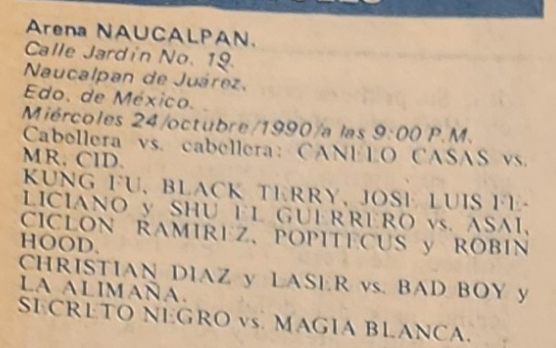 Arena NAUCALPAN.
Calle Jardín No. 19.
Naucalpan de Juárez.
Edo. de México.
Miércoles 24/octubre/1990/a las 9:00 P.M.
Cabellera vs. cabellera: CANELO CASAS vs.
MR. CID.
KUNG FU, BLACK TERRY, JOSE LUIS FE-
LICIANO y SHU EL GUERRERO vs. ASAI,
CICLON RAMIREZ, POPITECUS y ROBIN
HOOD.
CHRISTIAN DIAZ y LASER vs. BAD BOY y
LA ALIMAÑA.
SECRETO NEGRO vs. MAGIA BLANCA.